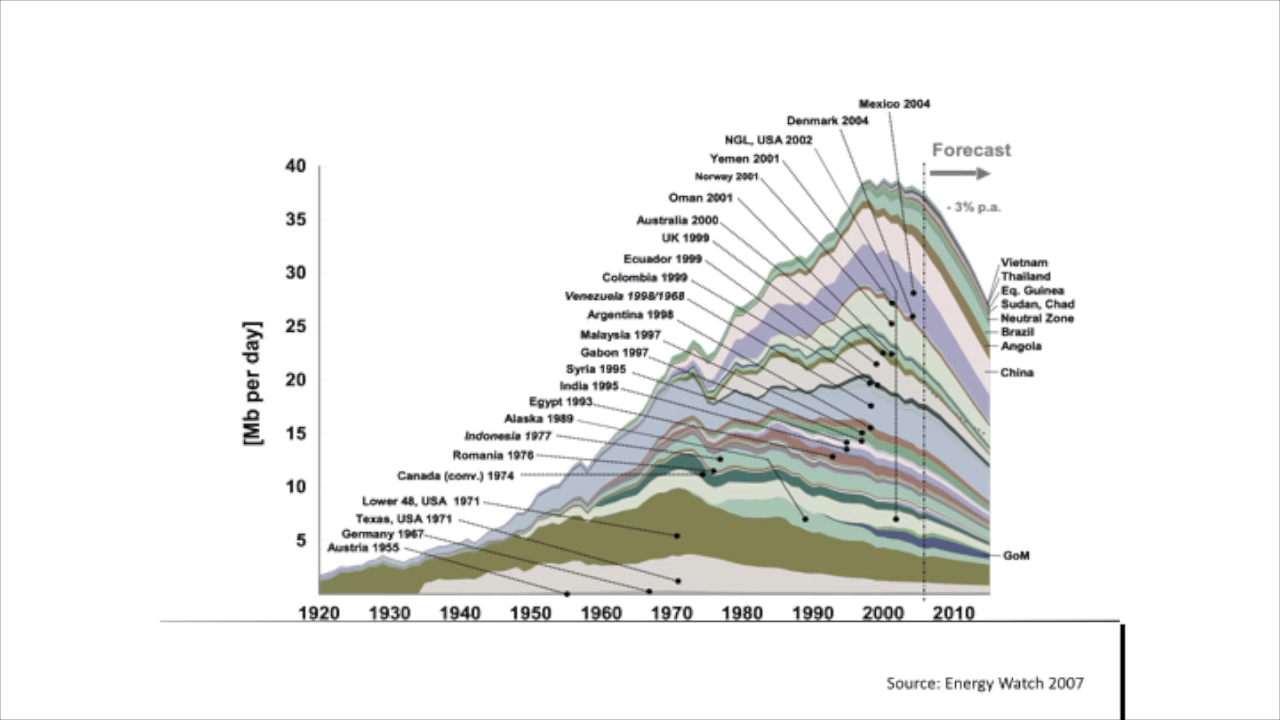 Mexico 2004
Denmark 2004
NGL, USA 2002
Yemen 2001
Norway 2001
Oman 2001
Australia 2000
UK 1999
Ecuador 1999
Colombia 1999
Venezuela 1998/1968
Argentina 1998
Malaysia 1997
Gabon 1997
Syria 1995
India 1995
Egypt 1993
Alaska 1989
Indonesia 1977
Romania 1976
Canada (conv.) 1974
Lower 48, USA 1971
Texas, USA 1971
Germany 1967
Austria 1955
Forecast
- 3% p.a.
Vietnam
Thailand
Eq. Guinea
Sudan, Chad
Neutral Zone
Brazil
Angola
China
GoM
[Mb per day]
40
35
30
25
20
15
10
5
1920 1930 1940 1950 1960 1970 1980 1990 2000 2010
Source: Energy Watch 2007